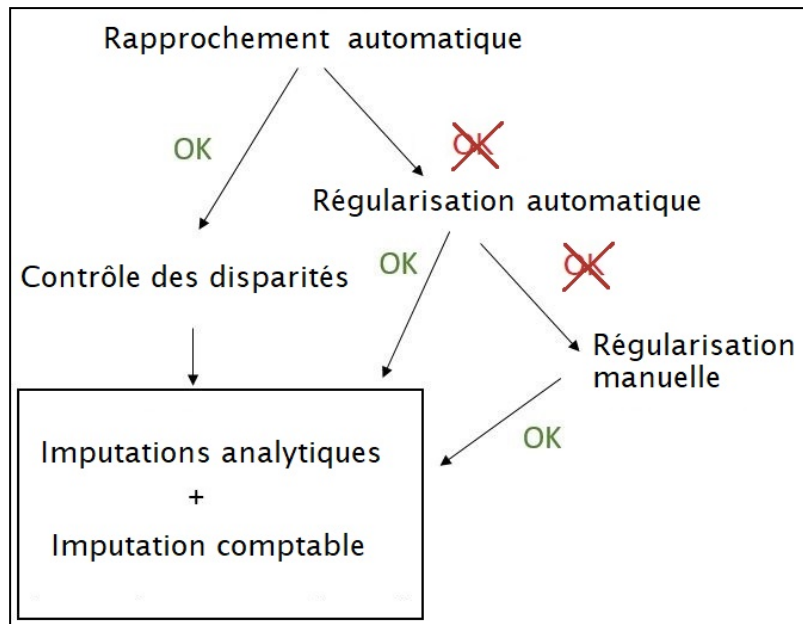 Rapprochement automatique
OK
OK
Régularisation automatique
OK
OK
Contrôle des disparités
Régularisation
manuelle
OK
Imputations analytiques
+
Imputation comptable